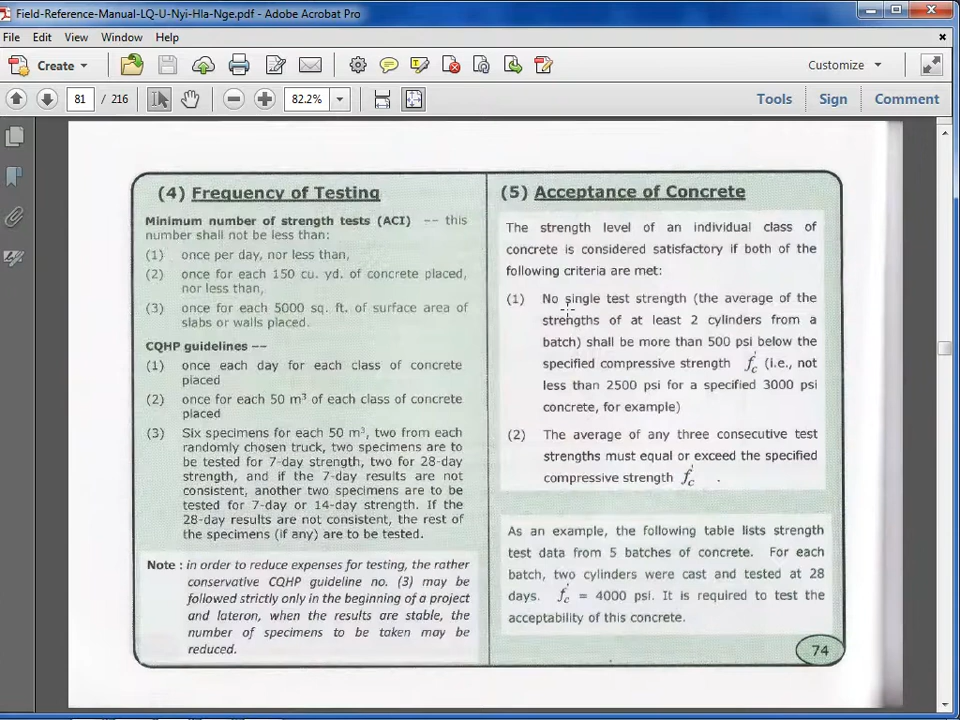 Field-Reference-Manual-LQ-U-Nyi-Hla-Nge.pdf - Adobe Acrobat Pro
File Edit View Window Help
Create Customize
81 / 216 82.2% Tools Sign Comment
(4) Frequency of Testing
Minimum number of strength tests (ACI) -- this
number shall not be less than:
(1) once per day, nor less than,
(2) once for each 150 cu. yd. of concrete placed,
nor less than,
(3) once for each 5000 sq. ft. of surface area of
slabs or walls placed.
CQHP guidelines --
(1) once each day for each class of concrete
placed
(2) once for each 50 m³ of each class of concrete
placed
(3) Six specimens for each 50 m³, two from each
randomly chosen truck, two specimens are to
be tested for 7-day strength, two for 28-day
strength, and if the 7-day results are not
consistent, another two specimens are to be
tested for 7-day or 14-day strength. If the
28-day results are not consistent, the rest of
the specimens (if any) are to be tested.
Note : in order to reduce expenses for testing, the rather
conservative CQHP guideline no. (3) may be
followed strictly only in the beginning of a project
and lateron, when the results are stable, the
number of specimens to be taken may be
reduced.
(5) Acceptance of Concrete
The strength level of an individual class of
concrete is considered satisfactory if both of the
following criteria are met:
(1) No single test strength (the average of the
strengths of at least 2 cylinders from a
batch) shall be more than 500 psi below the
specified compressive strength f'c (i.e., not
less than 2500 psi for a specified 3000 psi
concrete, for example)
(2) The average of any three consecutive test
strengths must equal or exceed the specified
compressive strength f'c .
As an example, the following table lists strength
test data from 5 batches of concrete. For each
batch, two cylinders were cast and tested at 28
days. f'c = 4000 psi. It is required to test the
acceptability of this concrete.
74